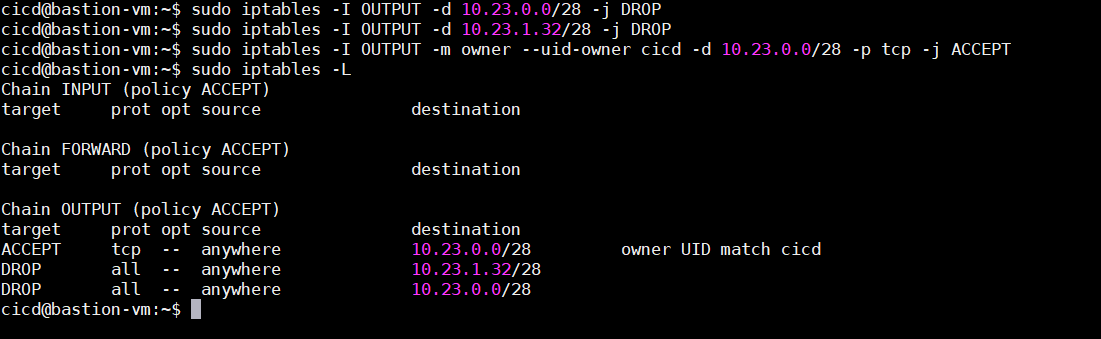 cicd@bastion-vm:~$ sudo iptables -I OUTPUT -d 10.23.0.0/28 -j DROP
cicd@bastion-vm:~$ sudo iptables -I OUTPUT -d 10.23.1.32/28 -j DROP
cicd@bastion-vm:~$ sudo iptables -I OUTPUT -m owner --uid-owner cicd -d 10.23.0.0/28 -p tcp -j ACCEPT
cicd@bastion-vm:~$ sudo iptables -L
Chain INPUT (policy ACCEPT)
target     prot opt source               destination

Chain FORWARD (policy ACCEPT)
target     prot opt source               destination

Chain OUTPUT (policy ACCEPT)
target     prot opt source               destination
ACCEPT     tcp  --  anywhere             10.23.0.0/28         owner UID match cicd
DROP       all  --  anywhere             10.23.1.32/28
DROP       all  --  anywhere             10.23.0.0/28
cicd@bastion-vm:~$